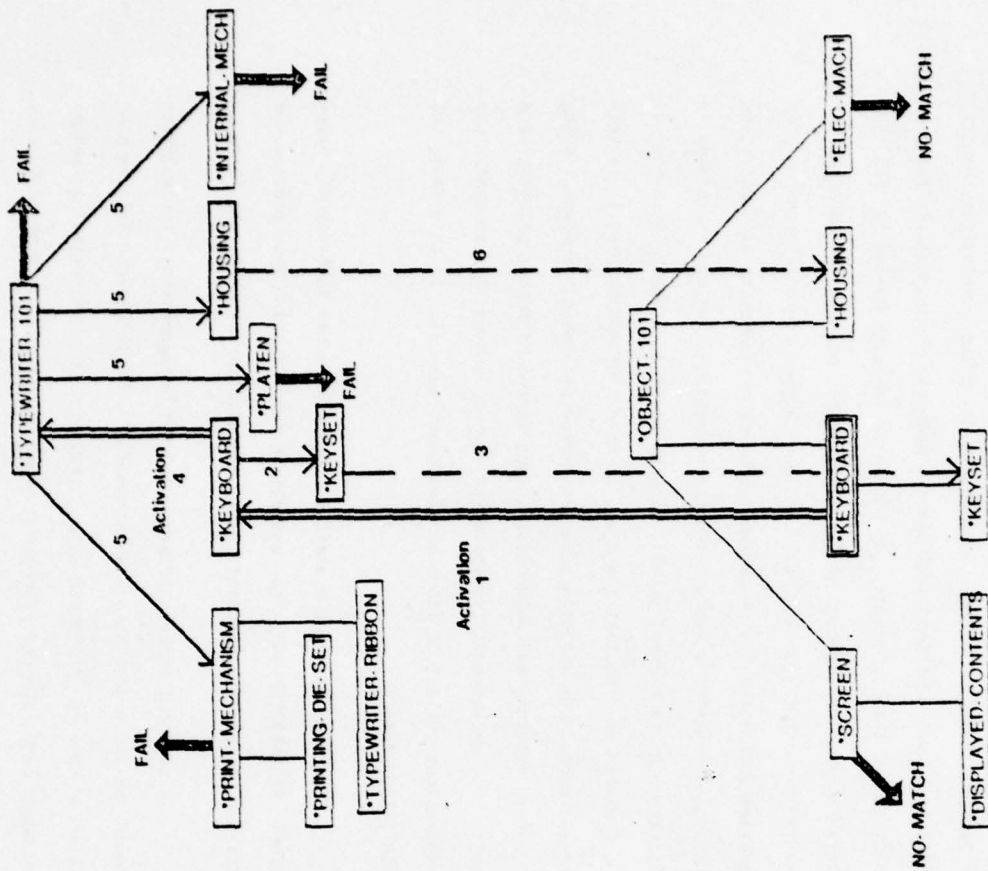 *TYPEWRITER 101
FAIL
5
5
5
5
FAIL
Activation
4
*PRINT-MECHANISM
*KEYBOARD
*HOUSING
*INTERNAL-MECH
2
*PLATEN
*PRINTING-DIE-SET
*KEYSET
FAIL
FAIL
*TYPEWRITER-RIBBON
Activation
1
3
6
*OBJECT-101
*SCREEN
*KEYBOARD
*HOUSING
*ELEC-MACH
NO-MATCH
NO-MATCH
*DISPLAYED-CONTENTS
*KEYSET